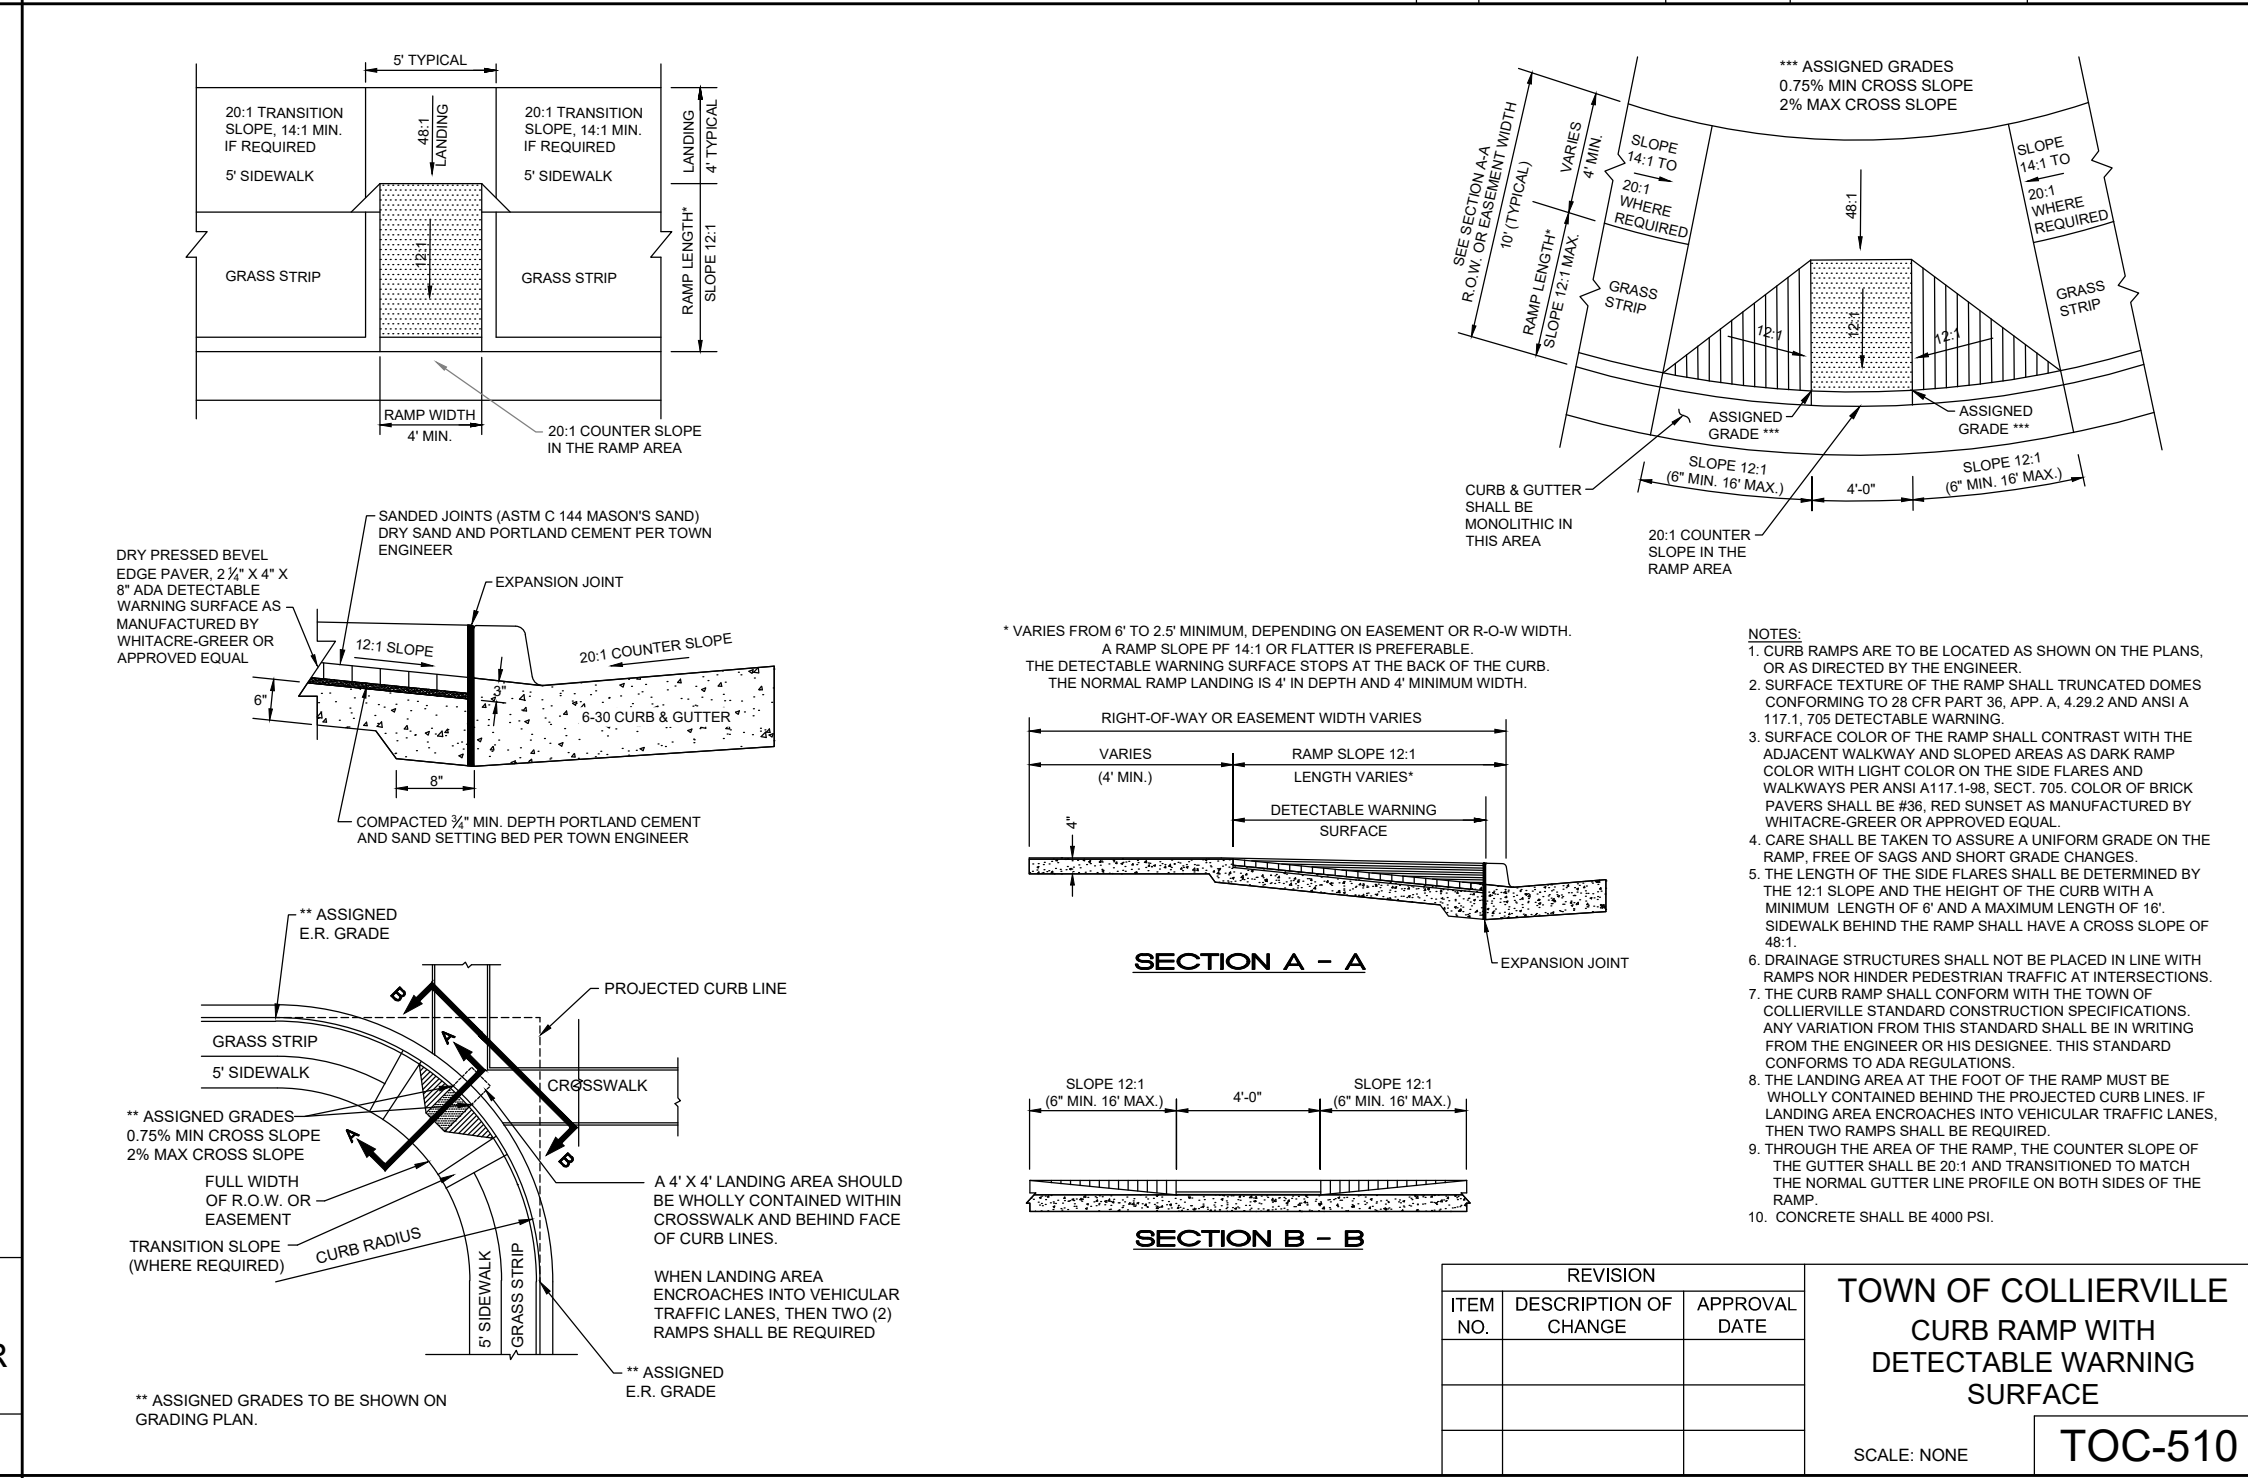 5' TYPICAL
20:1 TRANSITION
SLOPE, 14:1 MIN.
IF REQUIRED
5' SIDEWALK
48:1
LANDING
20:1 TRANSITION
SLOPE, 14:1 MIN.
IF REQUIRED
5' SIDEWALK
LANDING
4' TYPICAL
RAMP LENGTH*
SLOPE 12:1
GRASS STRIP
12:1
GRASS STRIP
RAMP WIDTH
4' MIN.
20:1 COUNTER SLOPE
IN THE RAMP AREA
*** ASSIGNED GRADES
0.75% MIN CROSS SLOPE
2% MAX CROSS SLOPE
SEE SECTION A-A
R.O.W. OR EASEMENT WIDTH
10' (TYPICAL)
VARIES
4' MIN.
RAMP LENGTH*
SLOPE 12:1 MAX.
SLOPE
14:1 TO
20:1
WHERE
REQUIRED
GRASS
STRIP
48:1
SLOPE
14:1 TO
20:1
WHERE
REQUIRED
GRASS
STRIP
12:1
12:1
12:1
ASSIGNED
GRADE ***
ASSIGNED
GRADE ***
SLOPE 12:1
(6" MIN. 16' MAX.)
4'-0"
SLOPE 12:1
(6" MIN. 16' MAX.)
CURB & GUTTER
SHALL BE
MONOLITHIC IN
THIS AREA
20:1 COUNTER
SLOPE IN THE
RAMP AREA
SANDED JOINTS (ASTM C 144 MASON'S SAND)
DRY SAND AND PORTLAND CEMENT PER TOWN
ENGINEER
DRY PRESSED BEVEL
EDGE PAVER, 2 1/4" X 4" X
8" ADA DETECTABLE
WARNING SURFACE AS
MANUFACTURED BY
WHITACRE-GREER OR
APPROVED EQUAL
EXPANSION JOINT
12:1 SLOPE
20:1 COUNTER SLOPE
6"
3"
6-30 CURB & GUTTER
8"
COMPACTED 3/4" MIN. DEPTH PORTLAND CEMENT
AND SAND SETTING BED PER TOWN ENGINEER
* VARIES FROM 6' TO 2.5' MINIMUM, DEPENDING ON EASEMENT OR R-O-W WIDTH.
A RAMP SLOPE PF 14:1 OR FLATTER IS PREFERABLE.
THE DETECTABLE WARNING SURFACE STOPS AT THE BACK OF THE CURB.
THE NORMAL RAMP LANDING IS 4' IN DEPTH AND 4' MINIMUM WIDTH.
RIGHT-OF-WAY OR EASEMENT WIDTH VARIES
VARIES
(4' MIN.)
RAMP SLOPE 12:1
LENGTH VARIES*
DETECTABLE WARNING
SURFACE
4"
SECTION A - A
EXPANSION JOINT
** ASSIGNED
E.R. GRADE
PROJECTED CURB LINE
B
A
GRASS STRIP
5' SIDEWALK
CROSSWALK
** ASSIGNED GRADES
0.75% MIN CROSS SLOPE
2% MAX CROSS SLOPE
A
B
FULL WIDTH
OF R.O.W. OR
EASEMENT
TRANSITION SLOPE
(WHERE REQUIRED)
CURB RADIUS
5' SIDEWALK
GRASS STRIP
A 4' X 4' LANDING AREA SHOULD
BE WHOLLY CONTAINED WITHIN
CROSSWALK AND BEHIND FACE
OF CURB LINES.
WHEN LANDING AREA
ENCROACHES INTO VEHICULAR
TRAFFIC LANES, THEN TWO (2)
RAMPS SHALL BE REQUIRED
** ASSIGNED
E.R. GRADE
** ASSIGNED GRADES TO BE SHOWN ON
GRADING PLAN.
SLOPE 12:1
(6" MIN. 16' MAX.)
4'-0"
SLOPE 12:1
(6" MIN. 16' MAX.)
SECTION B - B
NOTES:
1. CURB RAMPS ARE TO BE LOCATED AS SHOWN ON THE PLANS,
OR AS DIRECTED BY THE ENGINEER.
2. SURFACE TEXTURE OF THE RAMP SHALL TRUNCATED DOMES
CONFORMING TO 28 CFR PART 36, APP. A, 4.29.2 AND ANSI A
117.1, 705 DETECTABLE WARNING.
3. SURFACE COLOR OF THE RAMP SHALL CONTRAST WITH THE
ADJACENT WALKWAY AND SLOPED AREAS AS DARK RAMP
COLOR WITH LIGHT COLOR ON THE SIDE FLARES AND
WALKWAYS PER ANSI A117.1-98, SECT. 705. COLOR OF BRICK
PAVERS SHALL BE #36, RED SUNSET AS MANUFACTURED BY
WHITACRE-GREER OR APPROVED EQUAL.
4. CARE SHALL BE TAKEN TO ASSURE A UNIFORM GRADE ON THE
RAMP, FREE OF SAGS AND SHORT GRADE CHANGES.
5. THE LENGTH OF THE SIDE FLARES SHALL BE DETERMINED BY
THE 12:1 SLOPE AND THE HEIGHT OF THE CURB WITH A
MINIMUM LENGTH OF 6' AND A MAXIMUM LENGTH OF 16'.
SIDEWALK BEHIND THE RAMP SHALL HAVE A CROSS SLOPE OF
48:1.
6. DRAINAGE STRUCTURES SHALL NOT BE PLACED IN LINE WITH
RAMPS NOR HINDER PEDESTRIAN TRAFFIC AT INTERSECTIONS.
7. THE CURB RAMP SHALL CONFORM WITH THE TOWN OF
COLLIERVILLE STANDARD CONSTRUCTION SPECIFICATIONS.
ANY VARIATION FROM THIS STANDARD SHALL BE IN WRITING
FROM THE ENGINEER OR HIS DESIGNEE. THIS STANDARD
CONFORMS TO ADA REGULATIONS.
8. THE LANDING AREA AT THE FOOT OF THE RAMP MUST BE
WHOLLY CONTAINED BEHIND THE PROJECTED CURB LINES. IF
LANDING AREA ENCROACHES INTO VEHICULAR TRAFFIC LANES,
THEN TWO RAMPS SHALL BE REQUIRED.
9. THROUGH THE AREA OF THE RAMP, THE COUNTER SLOPE OF
THE GUTTER SHALL BE 20:1 AND TRANSITIONED TO MATCH
THE NORMAL GUTTER LINE PROFILE ON BOTH SIDES OF THE
RAMP.
10. CONCRETE SHALL BE 4000 PSI.
REVISION
ITEM NO.
DESCRIPTION OF CHANGE
APPROVAL DATE
TOWN OF COLLIERVILLE
CURB RAMP WITH
DETECTABLE WARNING
SURFACE
SCALE: NONE
TOC-510
R